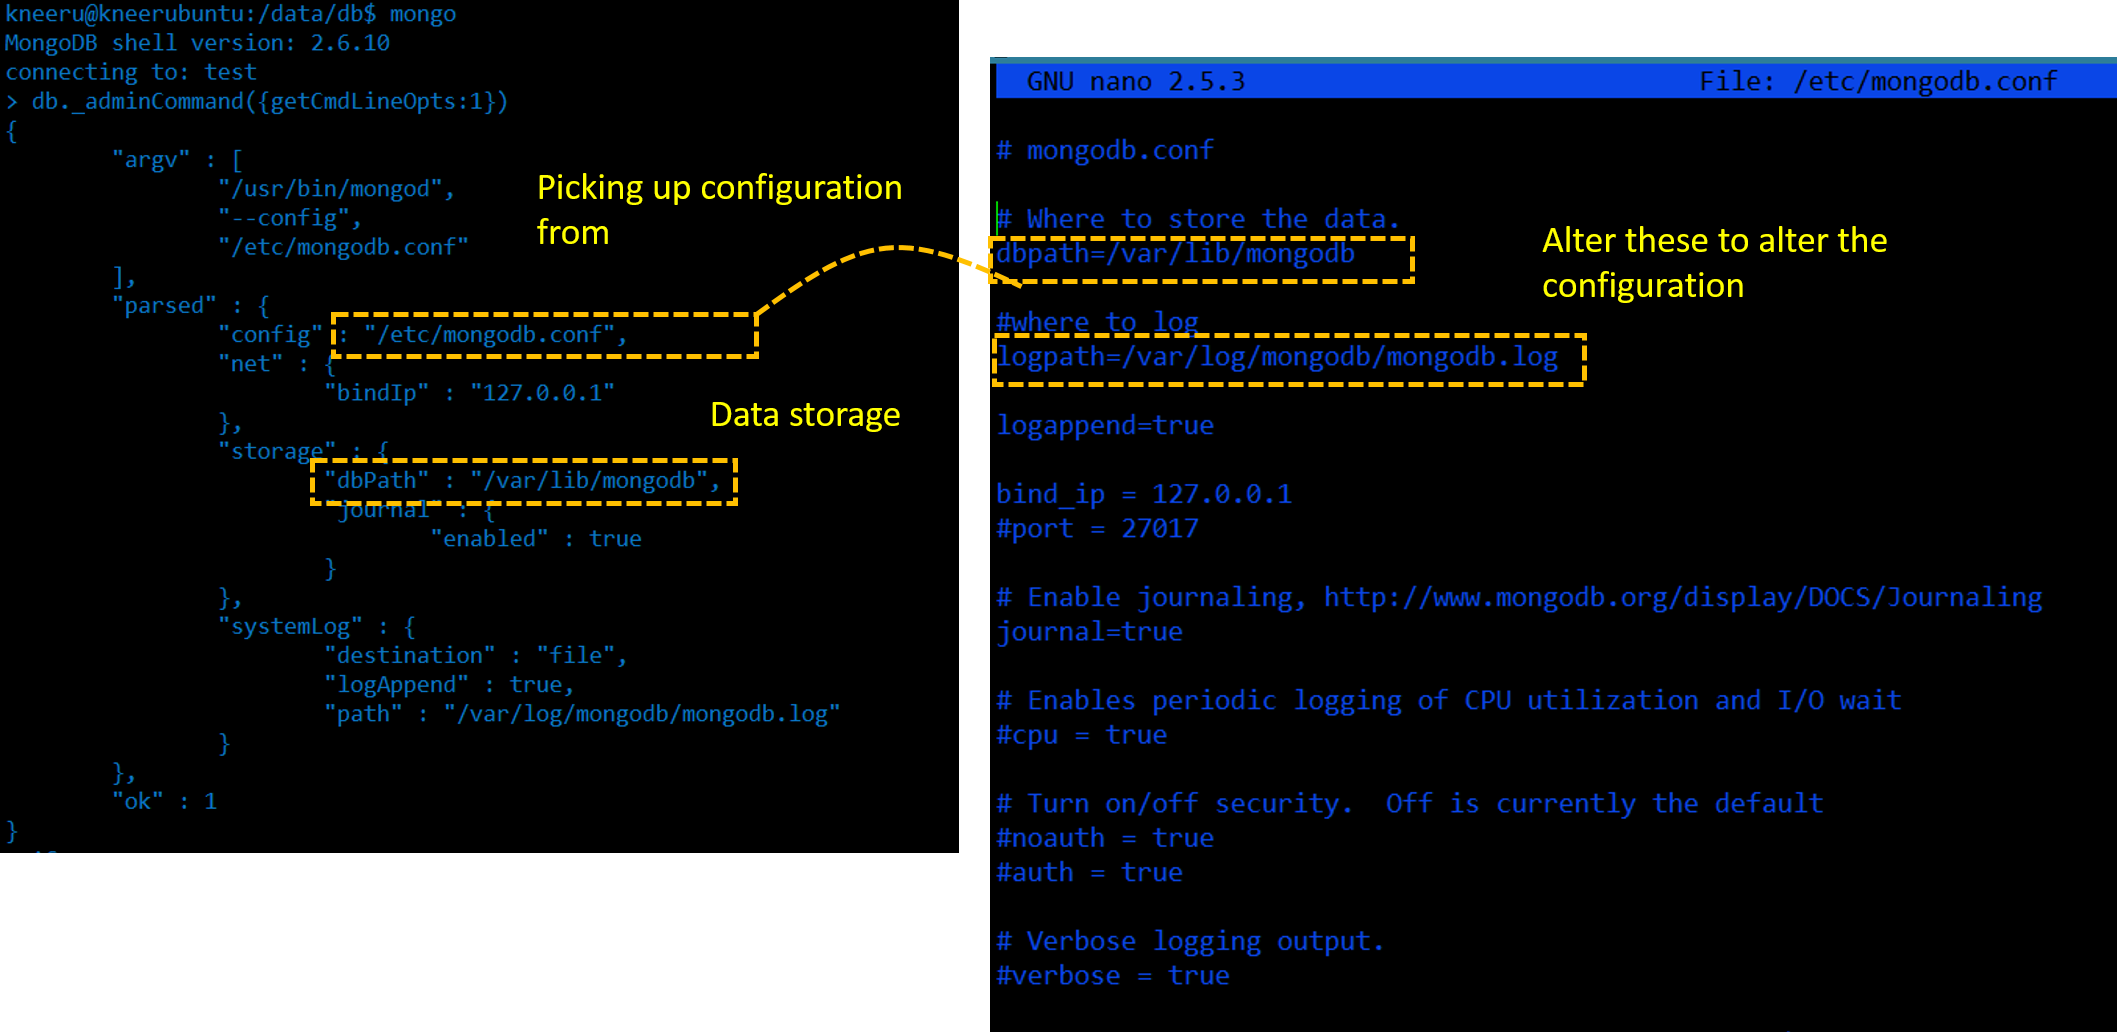 kneeru@kneerubuntu:/data/db$ mongo
MongoDB shell version: 2.6.10
connecting to: test
> db._adminCommand({getCmdLineOpts:1})
{
"argv" : [
"/usr/bin/mongod",
"--config",
"/etc/mongodb.conf"
],
"parsed" : {
"config" : "/etc/mongodb.conf",
"net" : {
"bindIp" : "127.0.0.1"
},
"storage" : {
"dbPath" : "/var/lib/mongodb",
"journal" : {
"enabled" : true
}
},
"systemLog" : {
"destination" : "file",
"logAppend" : true,
"path" : "/var/log/mongodb/mongodb.log"
}
},
"ok" : 1
}
Picking up configuration
from
Data storage
GNU nano 2.5.3 File: /etc/mongodb.conf
# mongodb.conf
# Where to store the data.
dbpath=/var/lib/mongodb
#where to log
logpath=/var/log/mongodb/mongodb.log
logappend=true
bind_ip = 127.0.0.1
#port = 27017
# Enable journaling, http://www.mongodb.org/display/DOCS/Journaling
journal=true
# Enables periodic logging of CPU utilization and I/O wait
#cpu = true
# Turn on/off security.  Off is currently the default
#noauth = true
#auth = true
# Verbose logging output.
#verbose = true
Alter these to alter the
configuration